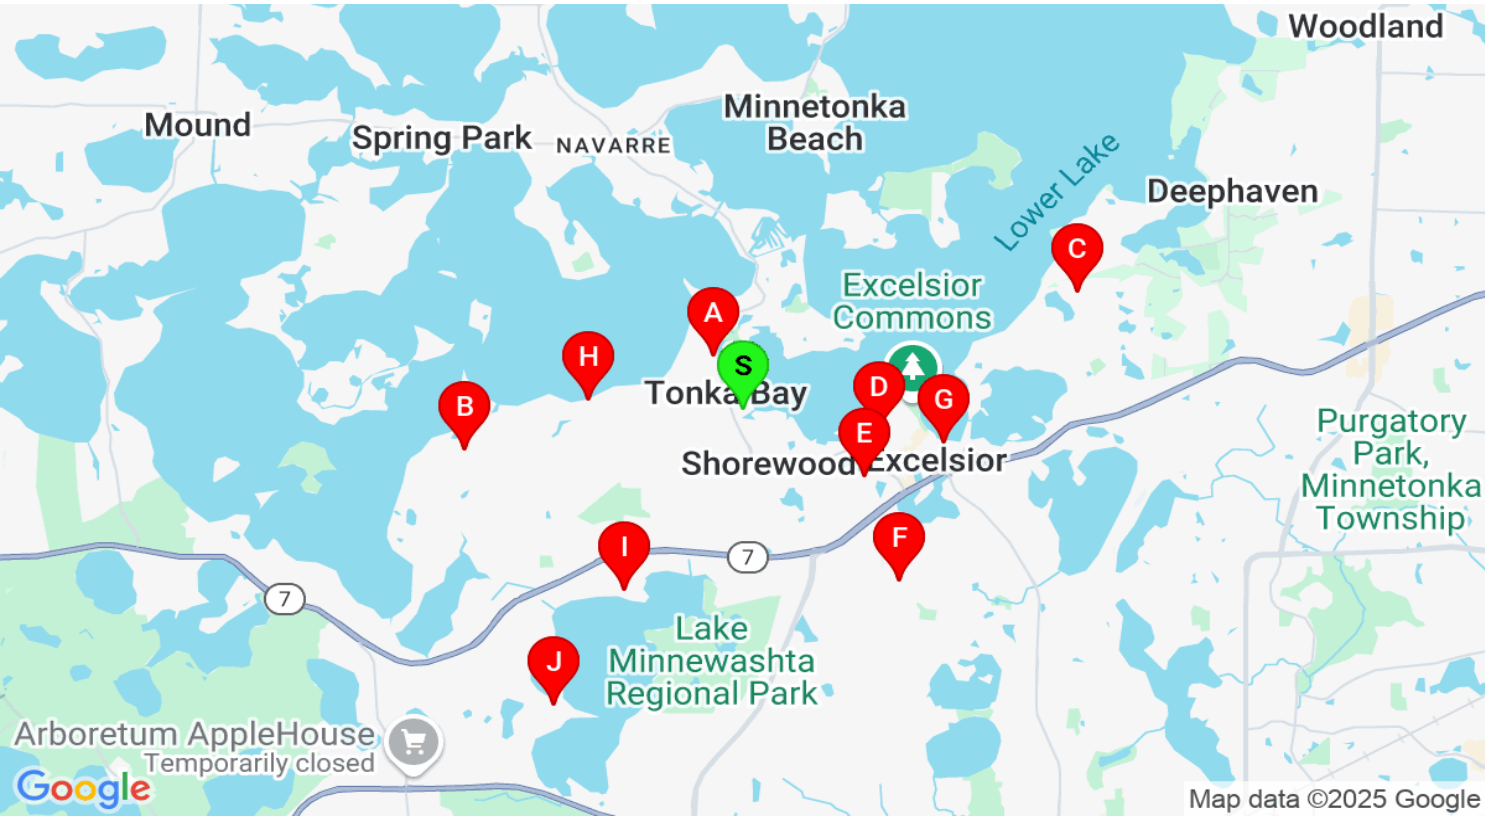 Woodland
Mound
Spring Park
NAVARRE
Minnetonka
Beach
Lower Lake
Deephaven
C
Excelsior
Commons
A
S
H
B
Tonka Bay
D
G
E
Shorewood
Excelsior
Purgatory
Park,
Minnetonka
Township
F
I
7
7
Lake
Minnewashta
Regional Park
J
Arboretum AppleHouse
Temporarily closed
Google
Map data ©2025 Google